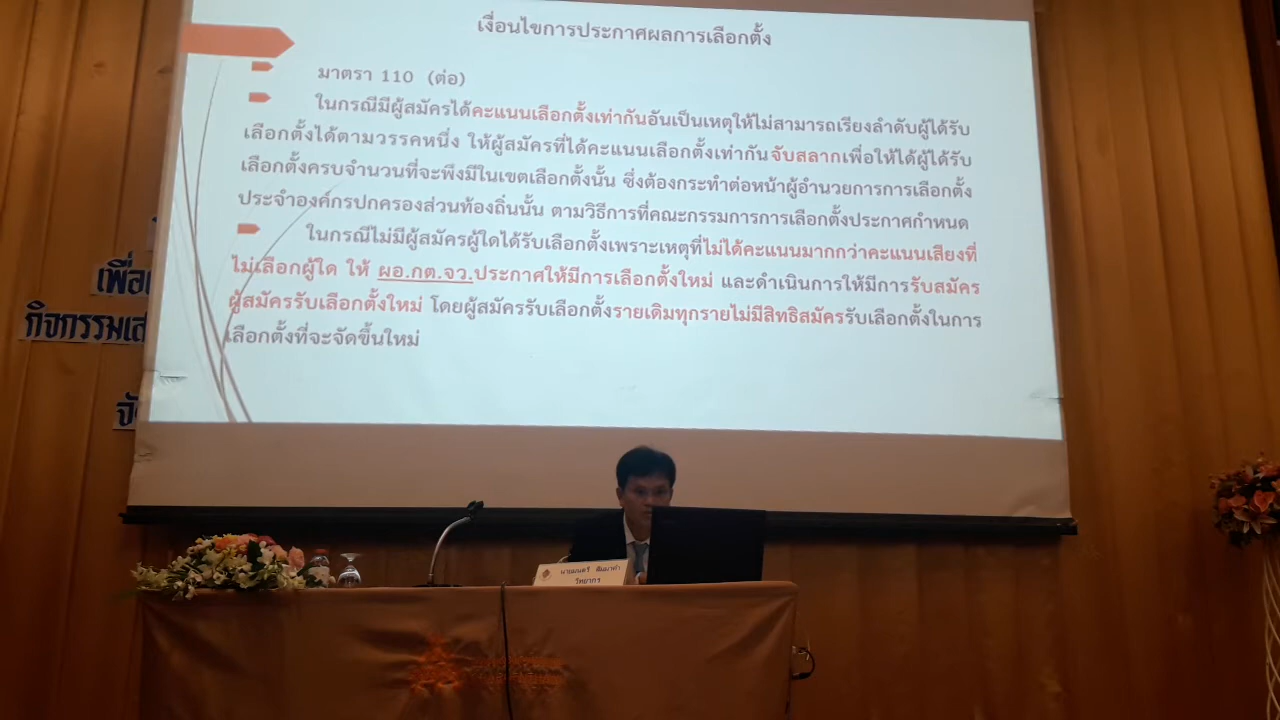 เงื่อนไขการประกาศผลการเลือกตั้ง
มาตรา 110 (ต่อ)
ในกรณีมีผู้สมัครได้คะแนนเลือกตั้งเท่ากันอันเป็นเหตุให้ไม่สามารถเรียงลำดับผู้ได้รับ
เลือกตั้งได้ตามวรรคหนึ่ง ให้ผู้สมัครที่ได้คะแนนเลือกตั้งเท่ากันจับสลากเพื่อให้ได้ผู้ได้รับ
เลือกตั้งครบจำนวนที่จะพึงมีในเขตเลือกตั้งนั้น ซึ่งต้องกระทำต่อหน้าผู้อำนวยการการเลือกตั้ง
ประจำองค์กรปกครองส่วนท้องถิ่นนั้น ตามวิธีการที่คณะกรรมการการเลือกตั้งประกาศกำหนด
ในกรณีไม่มีผู้สมัครผู้ใดได้รับเลือกตั้งเพราะเหตุที่ไม่ได้คะแนนมากกว่าคะแนนเสียงที่
ไม่เลือกผู้ใด ให้ ผอ.กต.จว.ประกาศให้มีการเลือกตั้งใหม่ และดำเนินการให้มีการรับสมัคร
ผู้สมัครรับเลือกตั้งใหม่ โดยผู้สมัครรับเลือกตั้งรายเดิมทุกรายไม่มีสิทธิสมัครรับเลือกตั้งในการ
เลือกตั้งที่จะจัดขึ้นใหม่
เพื่อ
กิจกรรมเส
จั
นายมนตรี
วิทยากร